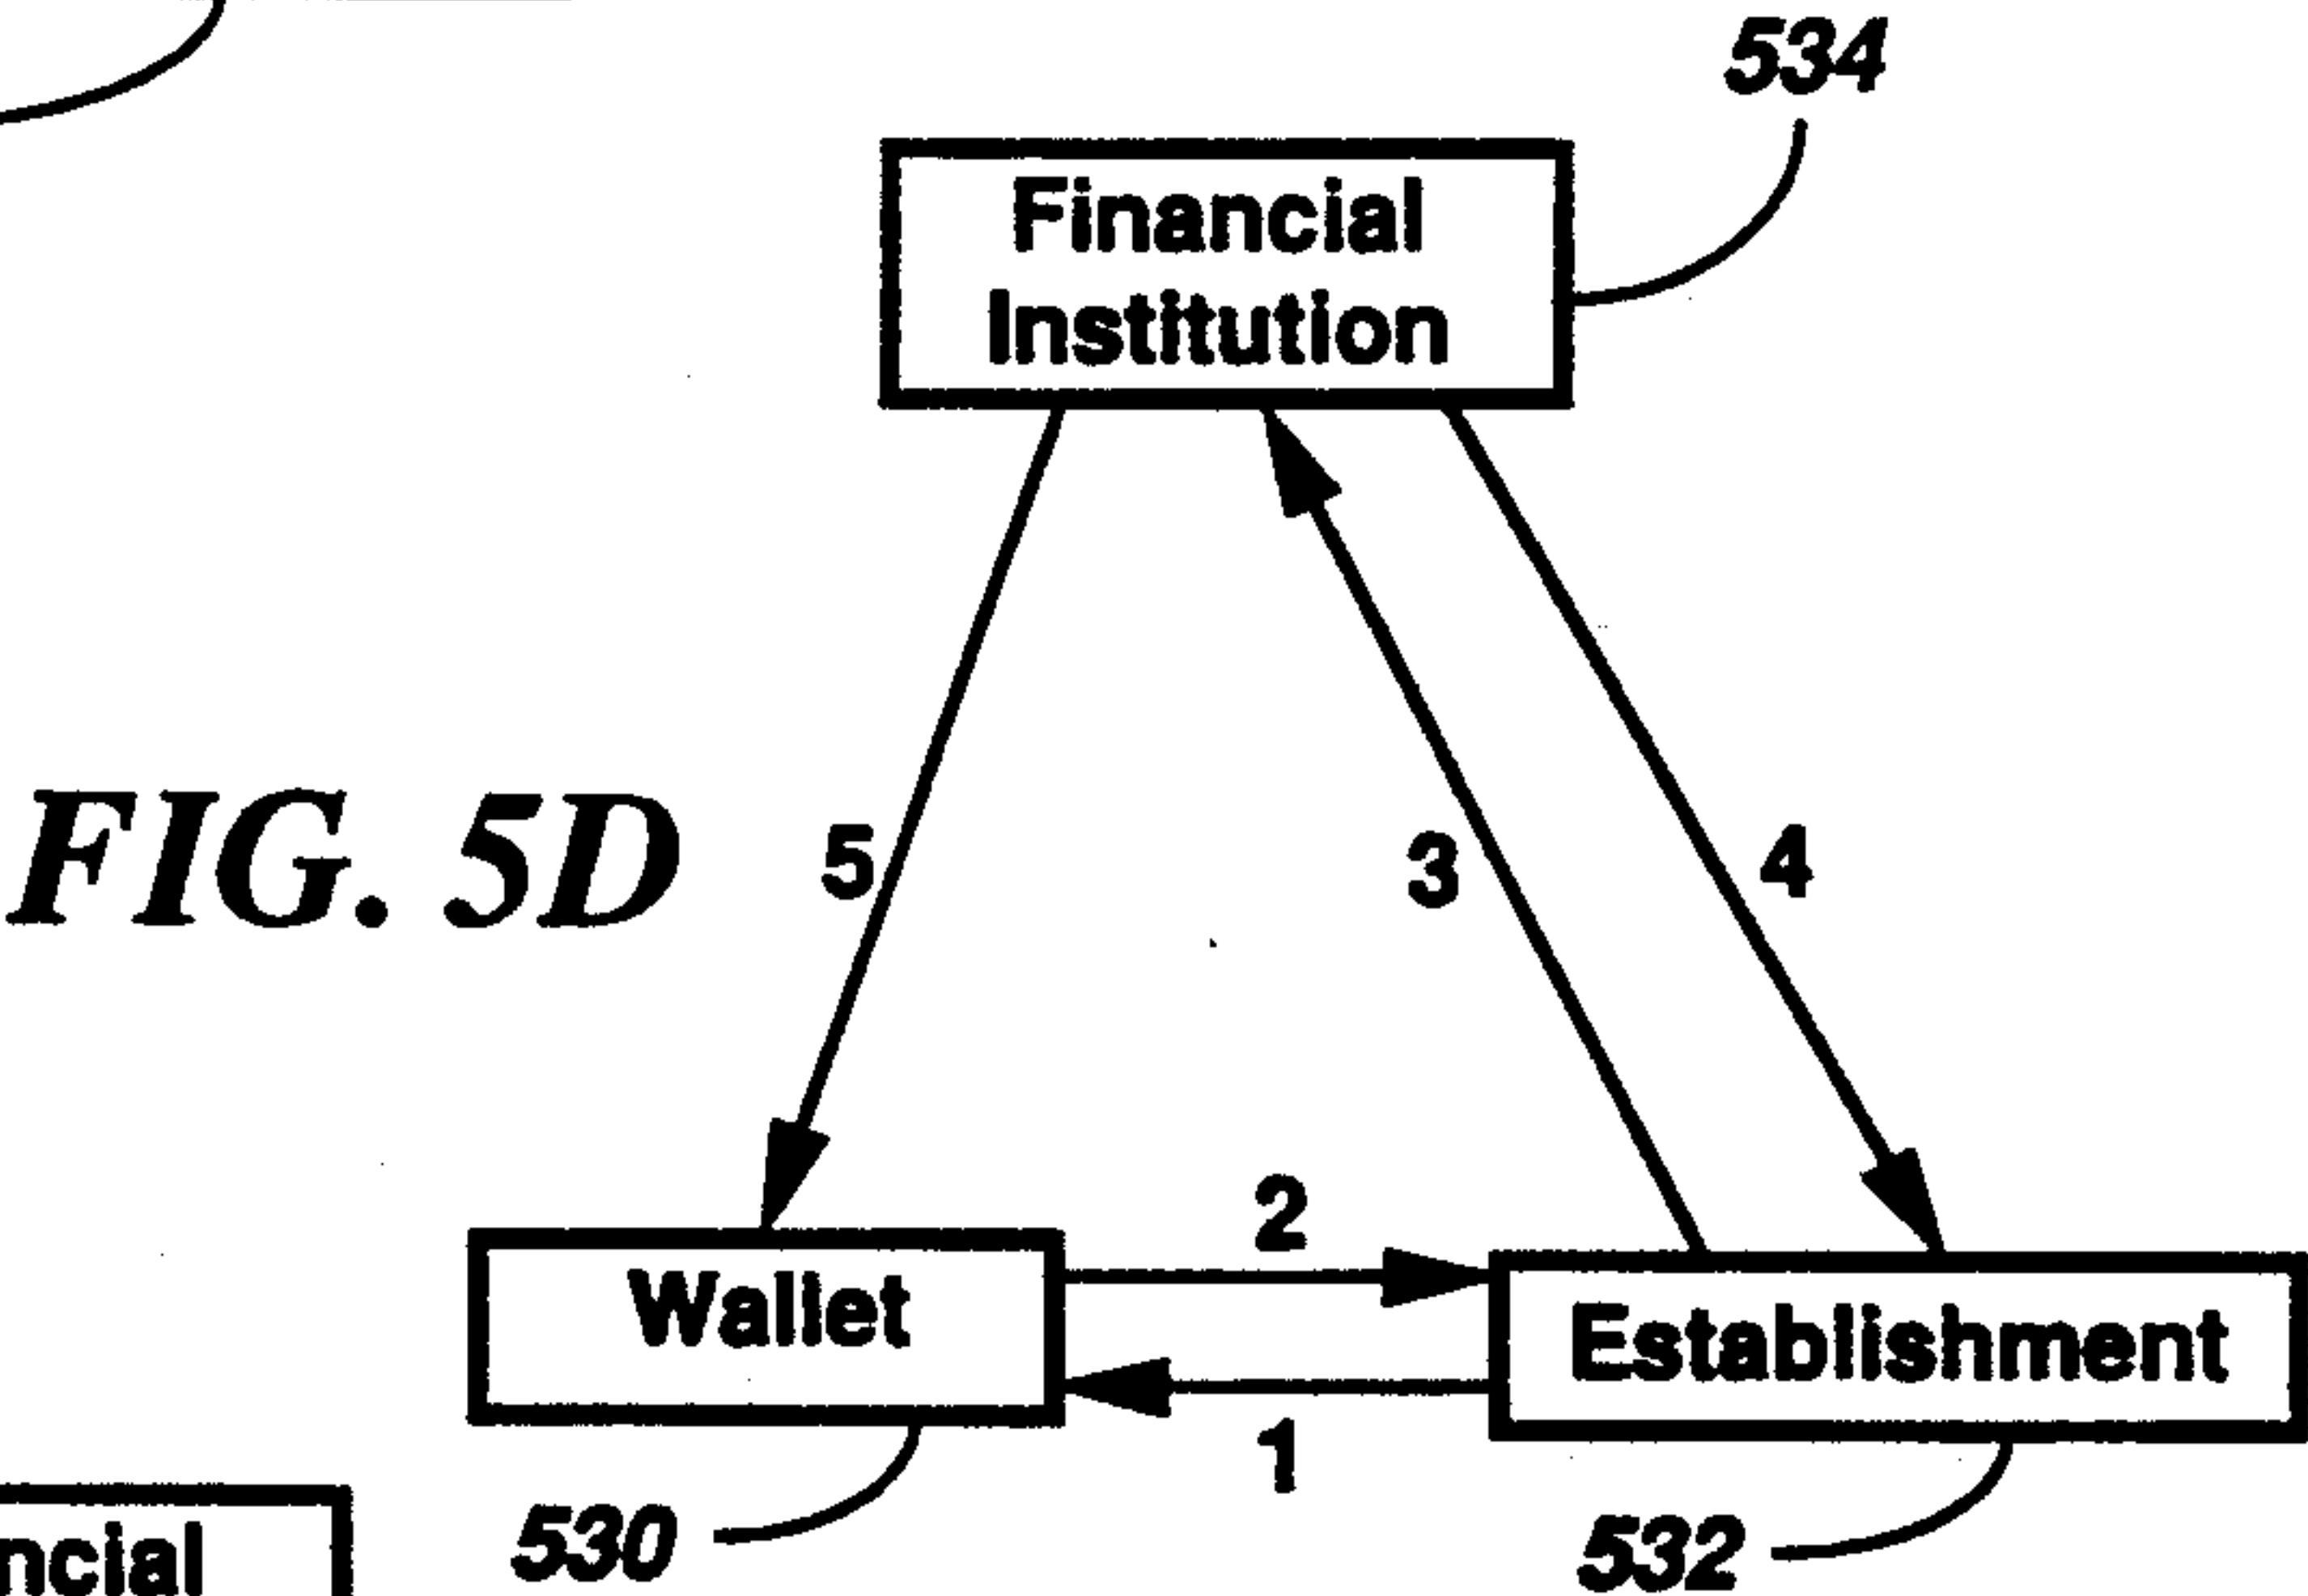 534
Financial
Institution
FIG. 5D
5
3
4
2
Wallet
Establishment
1
530
532
ncial